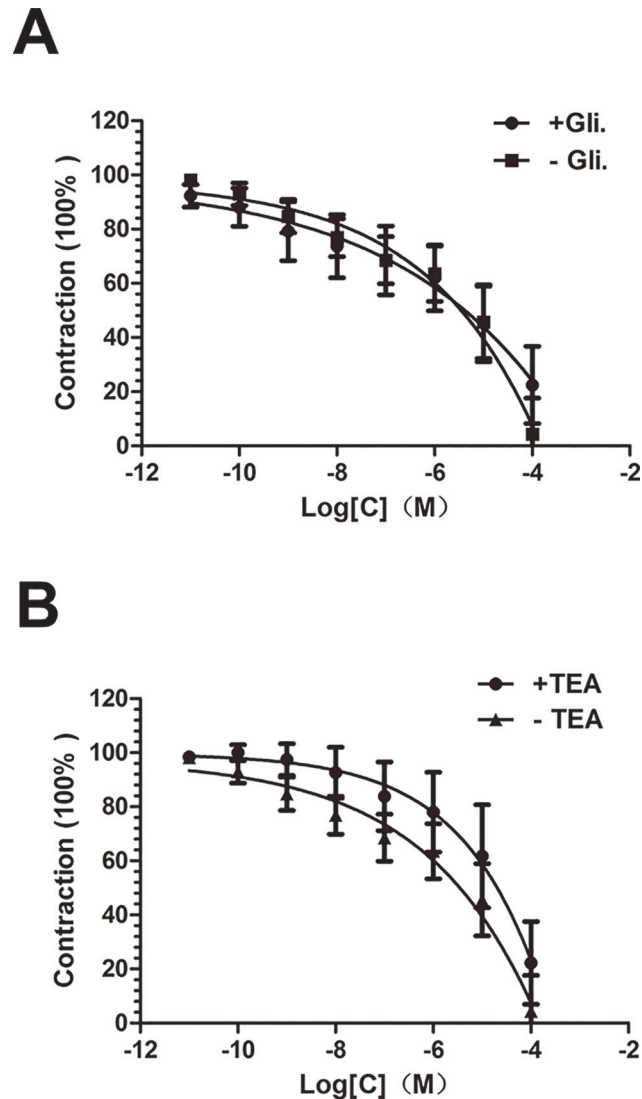 A
120
100
80
60
40
20
0
Contraction (100% )
+Gli.
- Gli.
-12 -10 -8 -6 -4 -2
Log[C] （M）
B
120
100
80
60
40
20
0
Contraction (100% )
+TEA
- TEA
-12 -10 -8 -6 -4 -2
Log[C] （M）